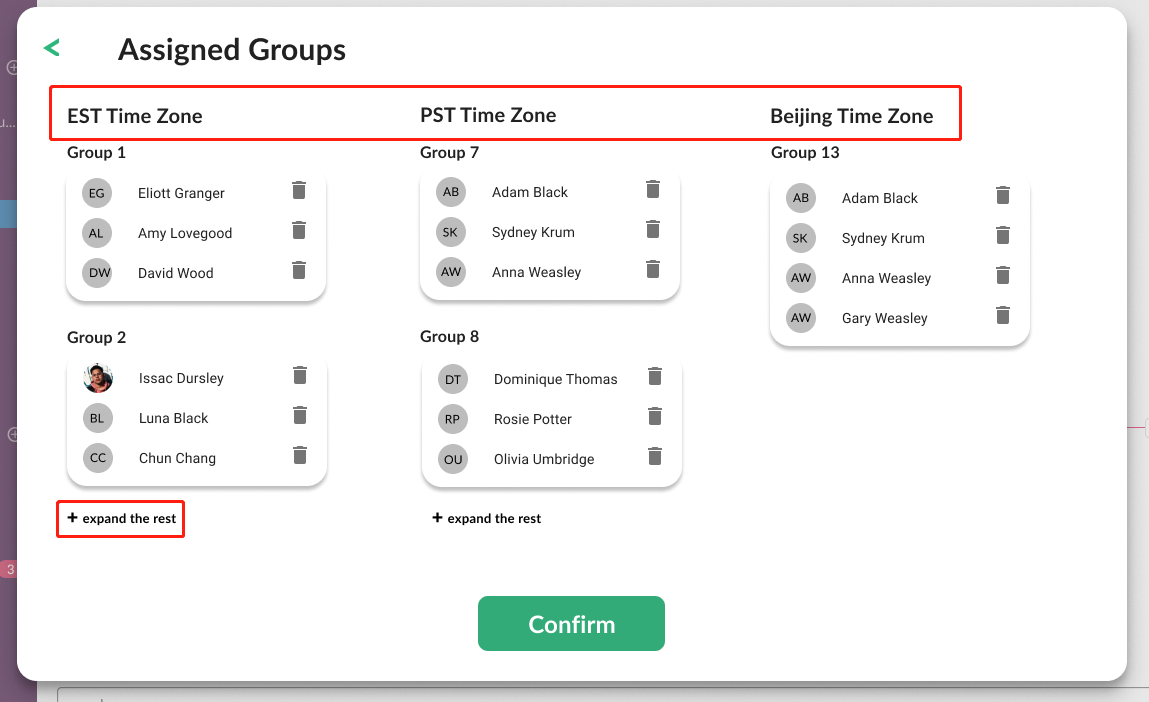 <
Assigned Groups
EST Time Zone
PST Time Zone
Beijing Time Zone
Group 1
EG Eliott Granger
AL Amy Lovegood
DW David Wood
Group 2
Issac Dursley
BL Luna Black
CC Chun Chang
+ expand the rest
Group 7
AB Adam Black
SK Sydney Krum
AW Anna Weasley
Group 8
DT Dominique Thomas
RP Rosie Potter
OU Olivia Umbridge
+ expand the rest
Group 13
AB Adam Black
SK Sydney Krum
AW Anna Weasley
AW Gary Weasley
Confirm
u...
3